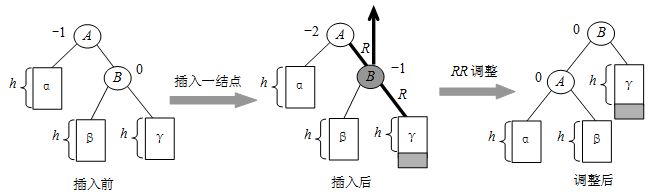 −1 A
0 B
h α
h β
h γ
插入前
插入一结点
−2 A
R
−1 B
R
h α
h β
h γ
插入后
RR 调整
0 B
0 A
h γ
h α
h β
调整后